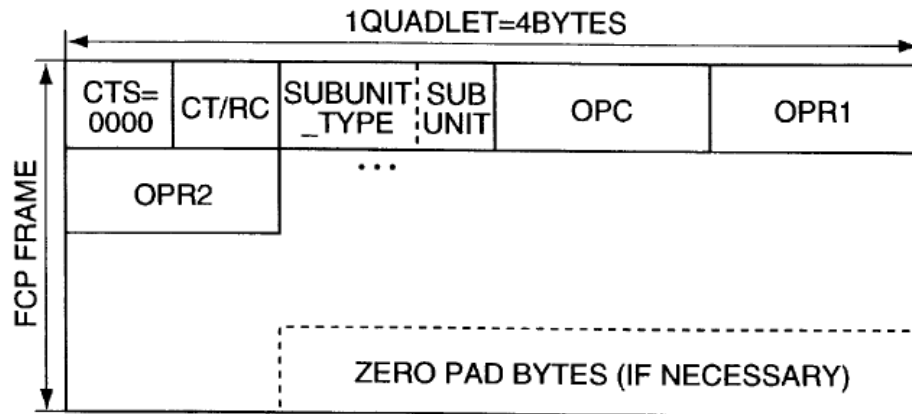 1QUADLET=4BYTES
FCP FRAME
CTS=
0000
CT/RC
SUBUNIT
_TYPE
SUB
UNIT
OPC
OPR1
OPR2
...
ZERO PAD BYTES (IF NECESSARY)